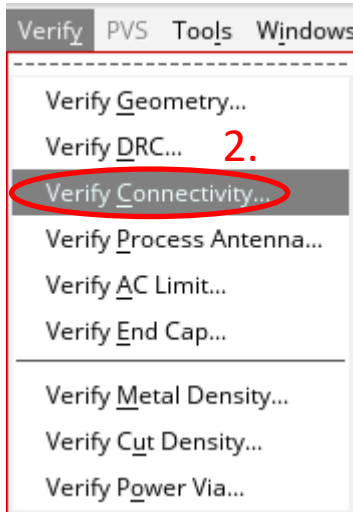 Verify PVS Tools Windows
Verify Geometry...
Verify DRC... 2.
Verify Connectivity...
Verify Process Antenna...
Verify AC Limit...
Verify End Cap...
Verify Metal Density...
Verify Cut Density...
Verify Power Via...